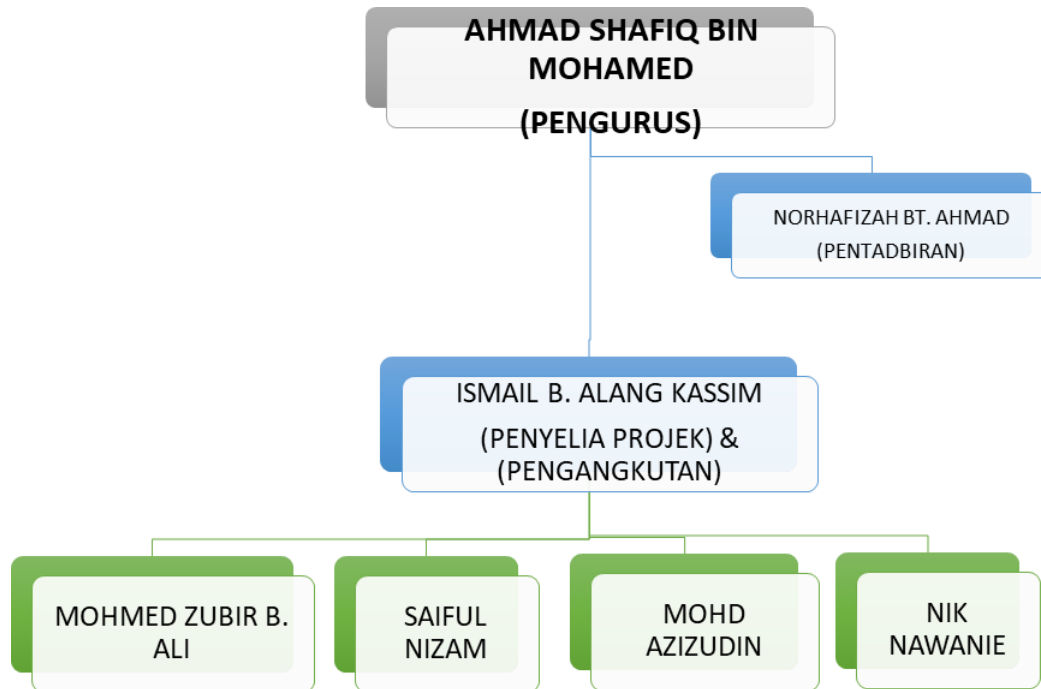 AHMAD SHAFIQ BIN
MOHAMED
(PENGURUS)
NORHAFIZAH BT. AHMAD
(PENTADBIRAN)
ISMAIL B. ALANG KASSIM
(PENYELIA PROJEK) &
(PENGANGKUTAN)
MOHMED ZUBIR B.
ALI
SAIFUL
NIZAM
MOHD
AZIZUDIN
NIK
NAWANIE